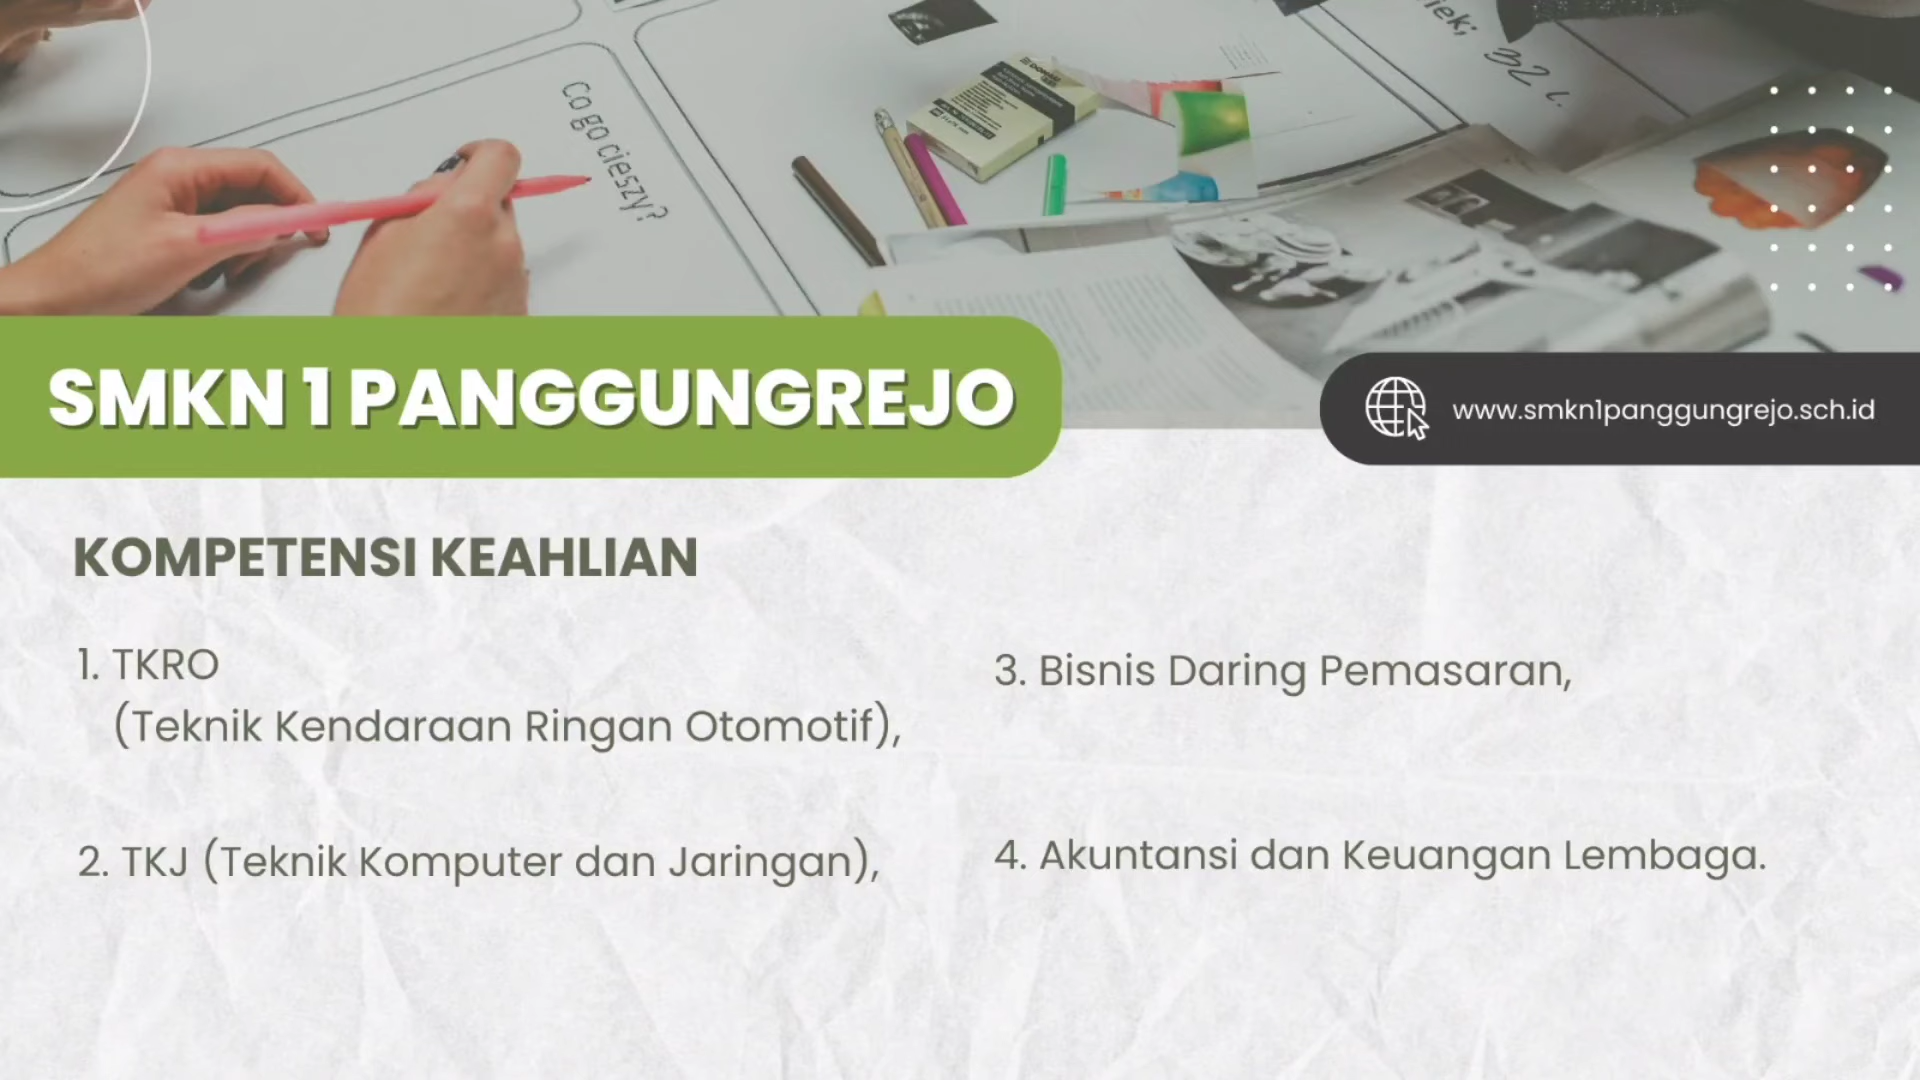 Co go cieszy?
32 l.
SMKN 1 PANGGUNGREJO
www.smkn1panggungrejo.sch.id
KOMPETENSI KEAHLIAN
1. TKRO
(Teknik Kendaraan Ringan Otomotif),
2. TKJ (Teknik Komputer dan Jaringan),
3. Bisnis Daring Pemasaran,
4. Akuntansi dan Keuangan Lembaga.